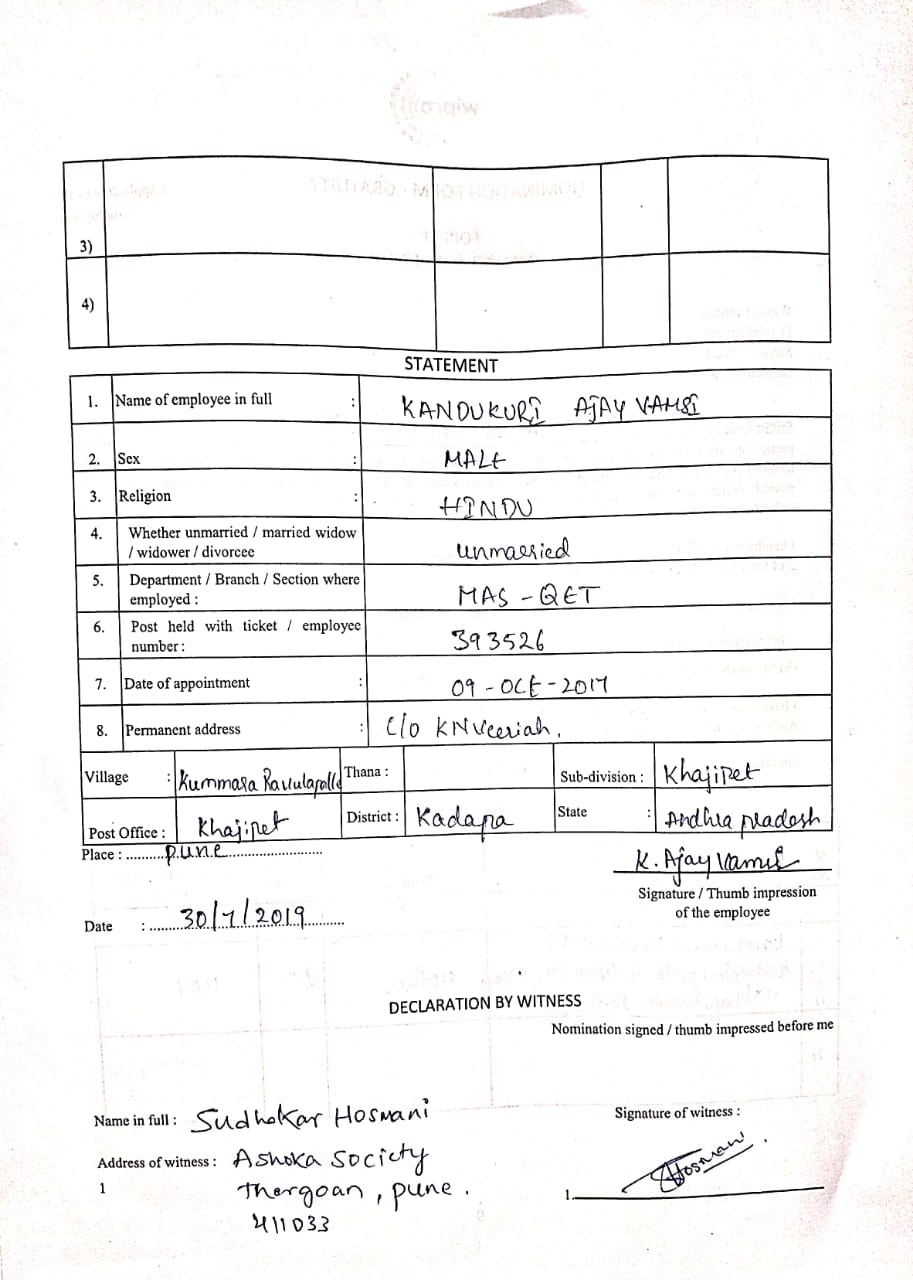 3)
4)
STATEMENT
1. Name of employee in full : KANDUKURI AJAY VAMSI
2. Sex : MALE
3. Religion : HINDU
4. Whether unmarried / married widow
/ widower / divorcee unmarried
5. Department / Branch / Section where
employed : MAS - QET
6. Post held with ticket / employee
number : 393526
7. Date of appointment : 09 - OCt - 2017
8. Permanent address : C/o KNVeeriah,
Village : Kummara Ravulapalle Thana : Sub-division : Khajipet
Post Office : Khajipet District : Kadapa State : Andhra pradesh
Place : ..........pune........................
K. Ajay Vamsi
Signature / Thumb impression
of the employee
Date : ........30/7/2019..........
DECLARATION BY WITNESS
Nomination signed / thumb impressed before me
Name in full : Sudhakar Hosmani
Signature of witness :
Address of witness : Ashoka Society
1 Thergoan, pune.
411033
1. Hosmani